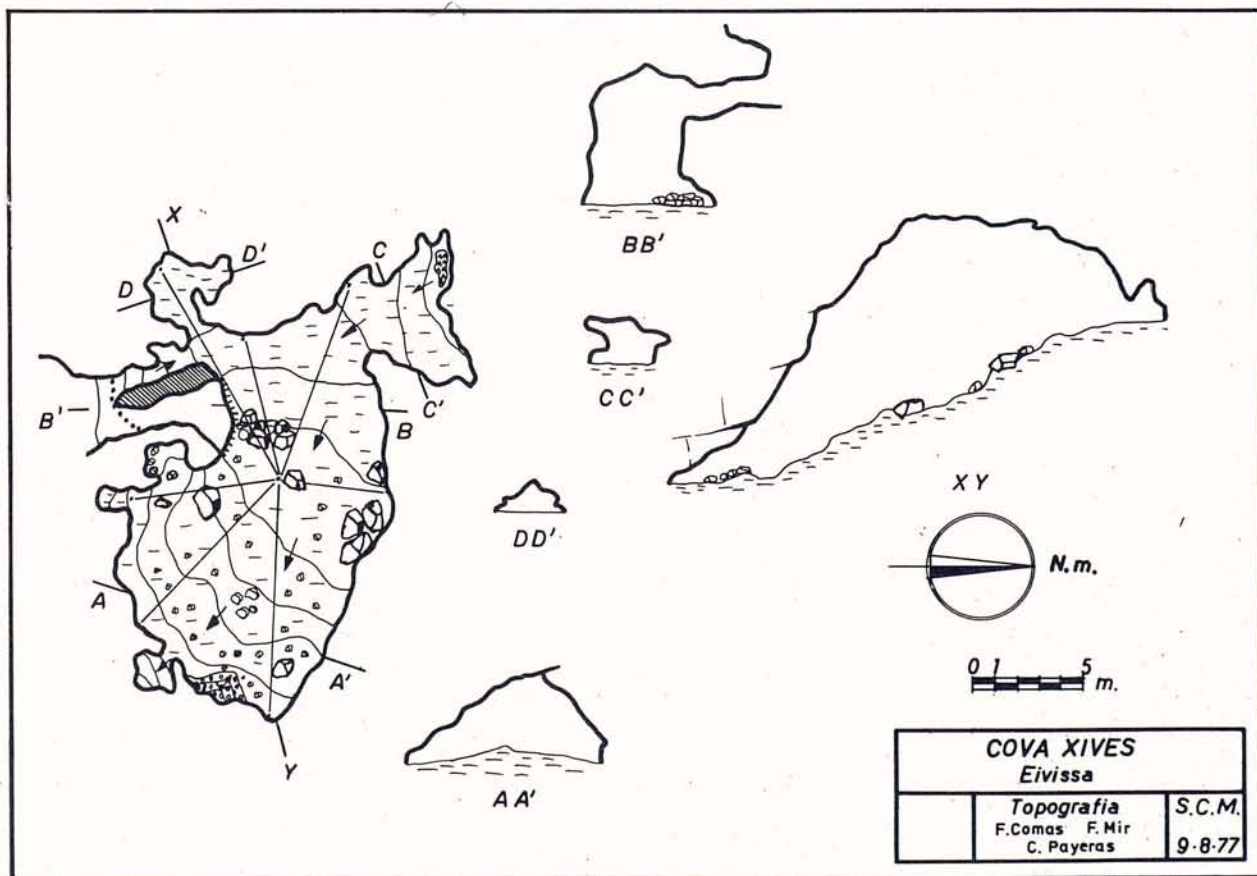 BB'
X
D'
D
C
C'
B'
B
CC'
DD'
XY
N.m.
A
A'
Y
AA'
0 1 5
m.
COVA XIVES
Eivissa
Topografia
F.Comas F. Mir
C. Payeras
S.C.M.
9-8-77